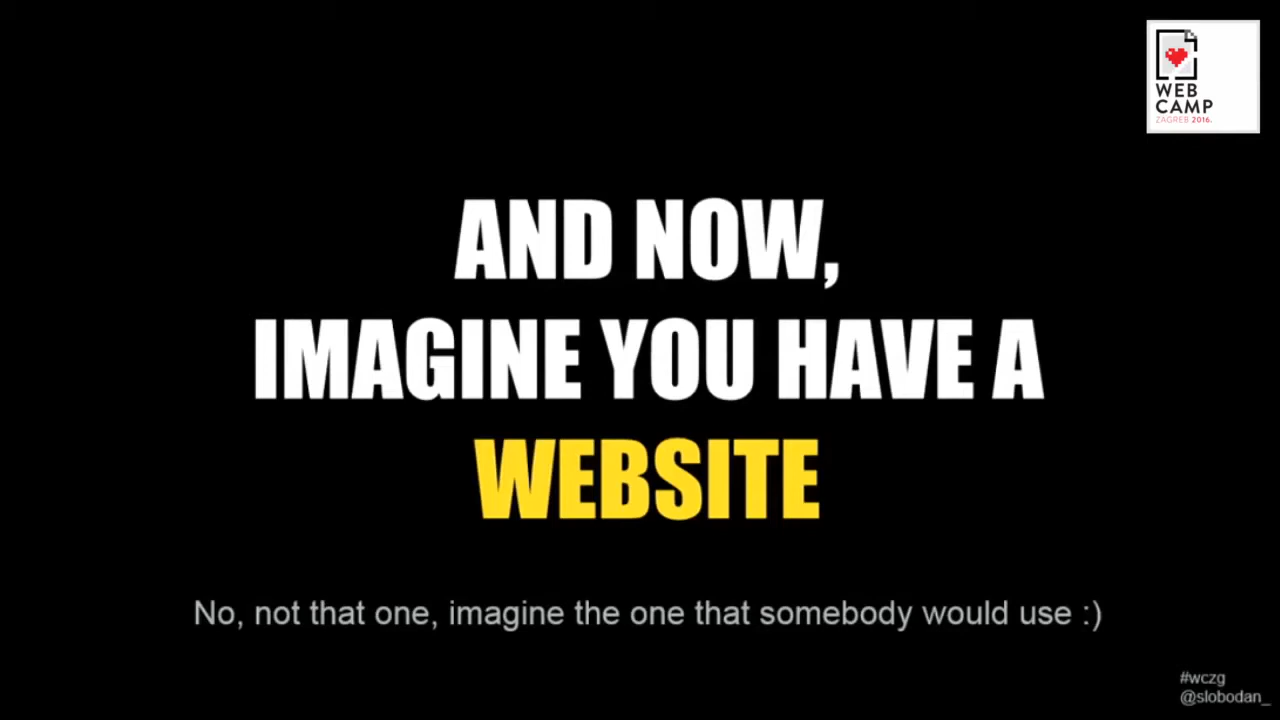 WEB
CAMP
ZAGREB 2016.
AND NOW,
IMAGINE YOU HAVE A
WEBSITE
No, not that one, imagine the one that somebody would use :)
#wczg
@slobodan_